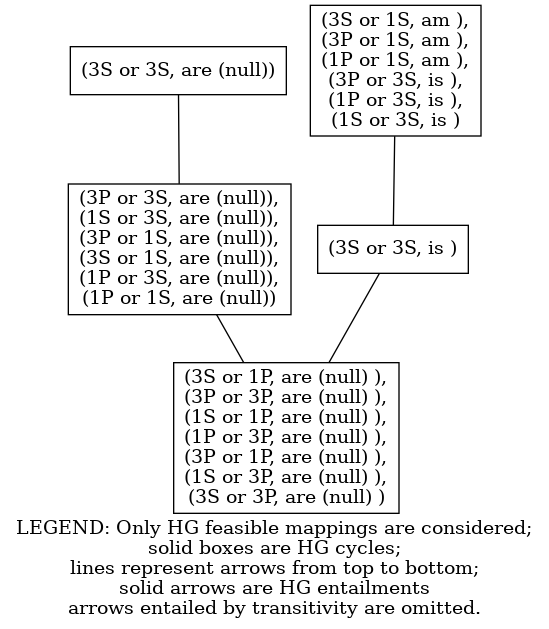 (3S or 3S, are (null))
(3S or 1S, am ),
(3P or 1S, am ),
(1P or 1S, am ),
(3P or 3S, is ),
(1P or 3S, is ),
(1S or 3S, is )
(3P or 3S, are (null)),
(1S or 3S, are (null)),
(3P or 1S, are (null)),
(3S or 1S, are (null)),
(1P or 3S, are (null)),
(1P or 1S, are (null))
(3S or 3S, is )
(3S or 1P, are (null) ),
(3P or 3P, are (null) ),
(1S or 1P, are (null) ),
(1P or 3P, are (null) ),
(3P or 1P, are (null) ),
(1S or 3P, are (null) ),
(3S or 3P, are (null) )
LEGEND: Only HG feasible mappings are considered;
solid boxes are HG cycles;
lines represent arrows from top to bottom;
solid arrows are HG entailments
arrows entailed by transitivity are omitted.